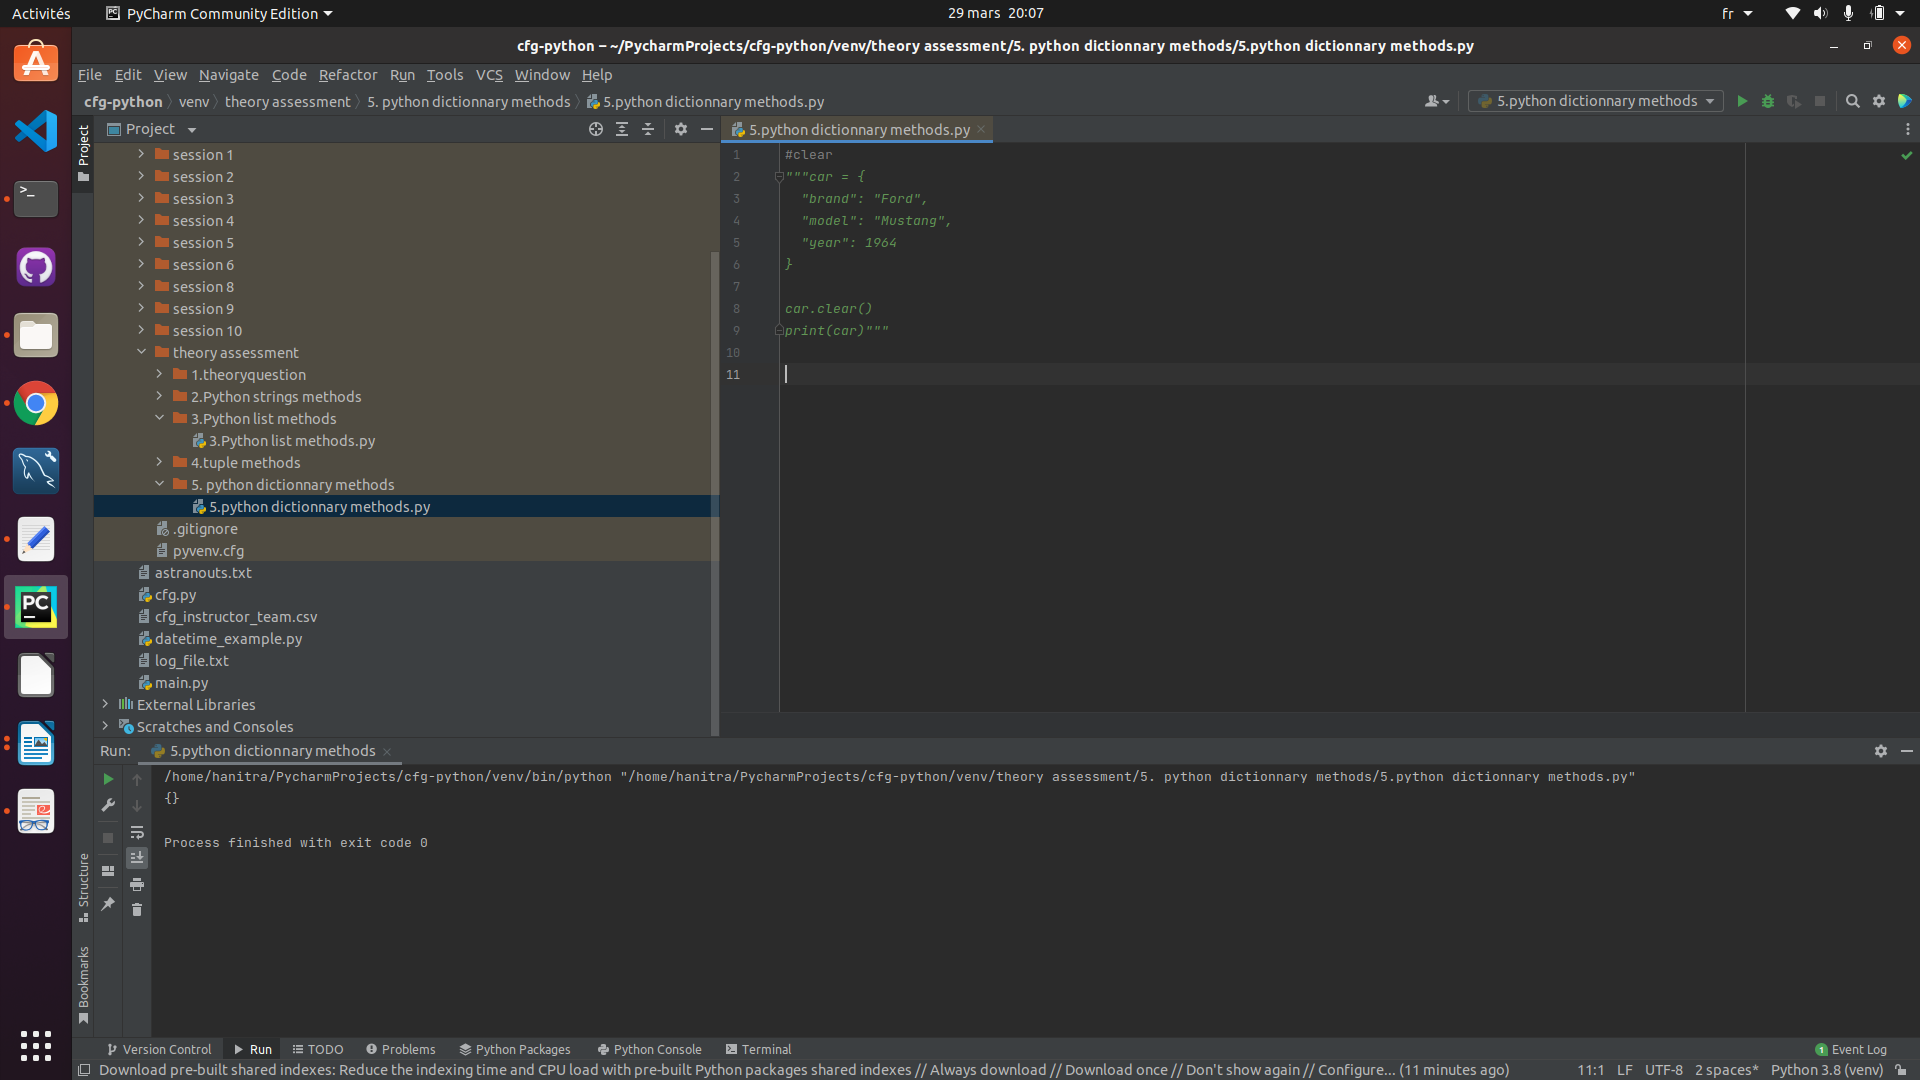 Activités
PyCharm Community Edition
29 mars 20:07
fr
cfg-python – ~/PycharmProjects/cfg-python/venv/theory assessment/5. python dictionnary methods/5.python dictionnary methods.py
File Edit View Navigate Code Refactor Run Tools VCS Window Help
cfg-python venv theory assessment 5. python dictionnary methods 5.python dictionnary methods.py
5.python dictionnary methods
Project
Project
5.python dictionnary methods.py
session 1
session 2
session 3
session 4
session 5
session 6
session 8
session 9
session 10
theory assessment
1.theoryquestion
2.Python strings methods
3.Python list methods
3.Python list methods.py
4.tuple methods
5. python dictionnary methods
5.python dictionnary methods.py
.gitignore
pyvenv.cfg
astranouts.txt
cfg.py
cfg_instructor_team.csv
datetime_example.py
log_file.txt
main.py
External Libraries
Scratches and Consoles
1 #clear
2 """car = {
3 "brand": "Ford",
4 "model": "Mustang",
5 "year": 1964
6 }
7
8 car.clear()
9 print(car)"""
10
11
Run: 5.python dictionnary methods
/home/hanitra/PycharmProjects/cfg-python/venv/bin/python "/home/hanitra/PycharmProjects/cfg-python/venv/theory assessment/5. python dictionnary methods/5.python dictionnary methods.py"
{}
Process finished with exit code 0
Structure
Bookmarks
Version Control Run TODO Problems Python Packages Python Console Terminal
1 Event Log
Download pre-built shared indexes: Reduce the indexing time and CPU load with pre-built Python packages shared indexes // Always download // Download once // Don't show again // Configure... (11 minutes ago)
11:1 LF UTF-8 2 spaces* Python 3.8 (venv)
PC